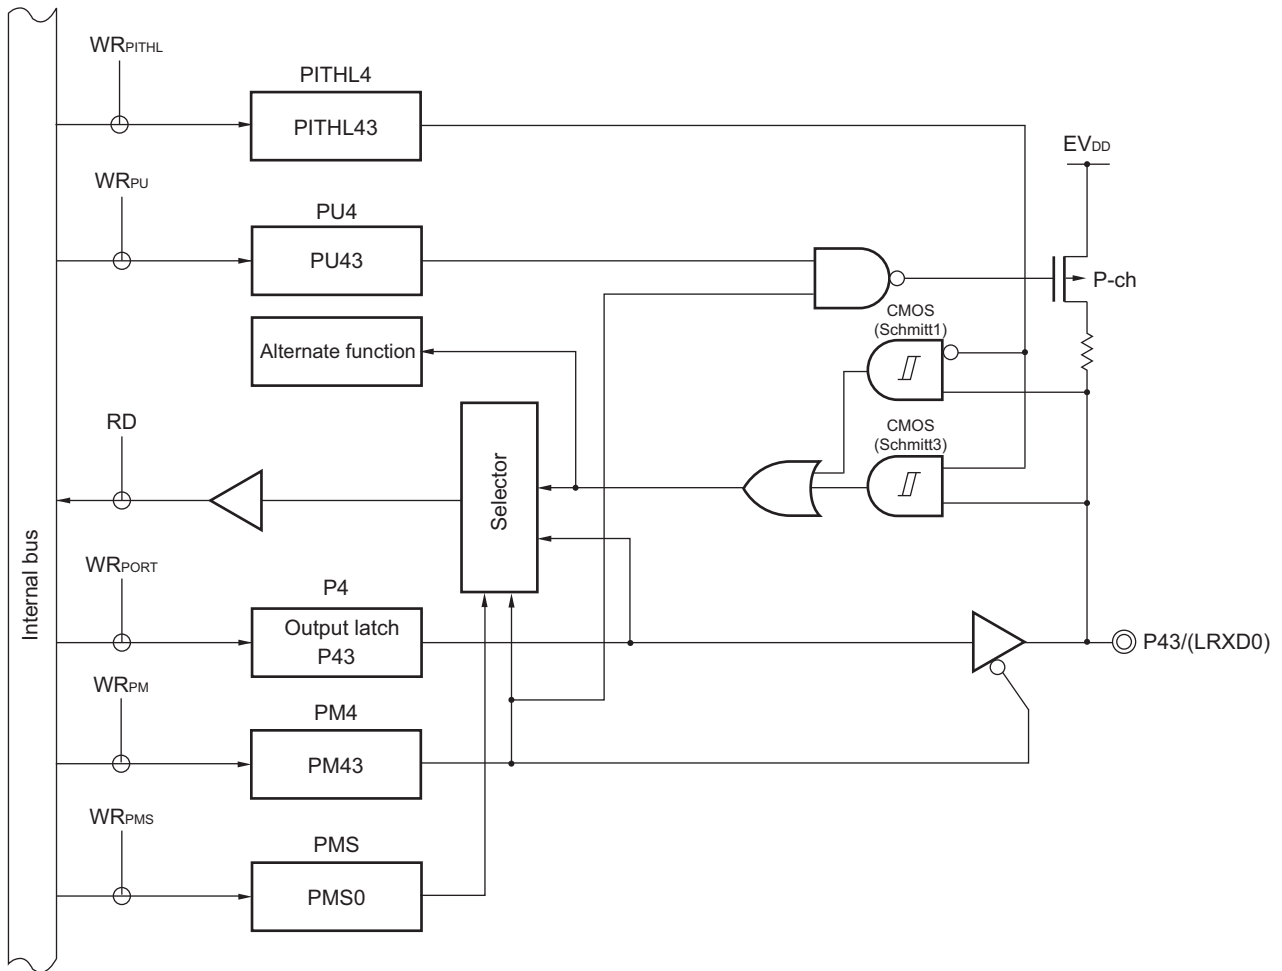 WRPITHL
PITHL4
PITHL43
EVDD
WRPU
PU4
PU43
P-ch
CMOS
(Schmitt1)
Alternate function
RD
CMOS
(Schmitt3)
Selector
Internal bus
WRPORT
P4
Output latch
P43
P43/(LRXD0)
WRPM
PM4
PM43
WRPMS
PMS
PMS0